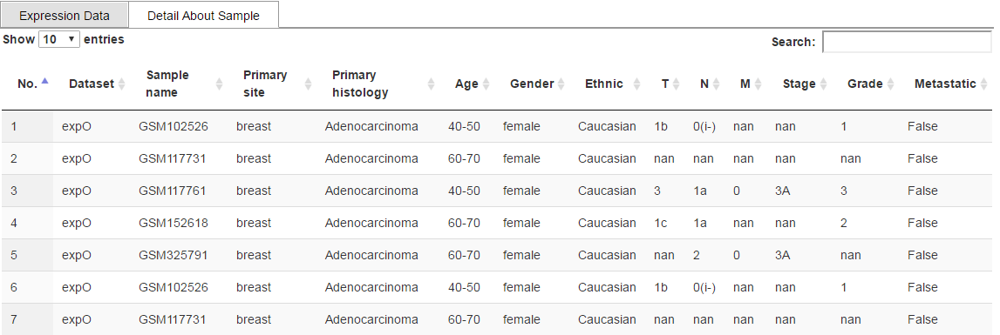 Expression Data Detail About Sample
Show 10 entries Search:
No. Dataset Sample name Primary site Primary histology Age Gender Ethnic T N M Stage Grade Metastatic
1 expO GSM102526 breast Adenocarcinoma 40-50 female Caucasian 1b 0(i-) nan nan 1 False
2 expO GSM117731 breast Adenocarcinoma 60-70 female Caucasian nan nan nan nan nan False
3 expO GSM117761 breast Adenocarcinoma 40-50 female Caucasian 3 1a 0 3A 3 False
4 expO GSM152618 breast Adenocarcinoma 60-70 female Caucasian 1c 1a nan nan 2 False
5 expO GSM325791 breast Adenocarcinoma 60-70 female Caucasian nan 2 0 3A nan False
6 expO GSM102526 breast Adenocarcinoma 40-50 female Caucasian 1b 0(i-) nan nan 1 False
7 expO GSM117731 breast Adenocarcinoma 60-70 female Caucasian nan nan nan nan nan False